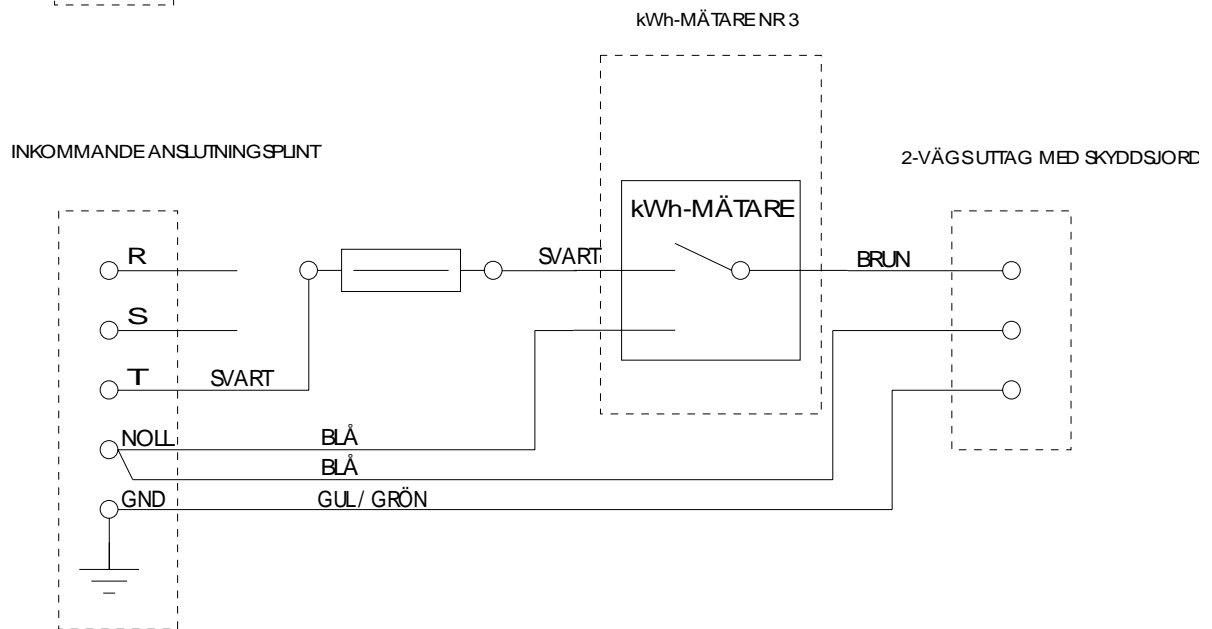 kWh-MÄTARE NR 3
INKOMMANDE ANSLUTNINGSPLINT
2-VÄGSUTTAG MED SKYDDSJORD
kWh-MÄTARE
R
SVART
BRUN
S
T
SVART
NOLL
BLÅ
BLÅ
GND
GUL/ GRÖN